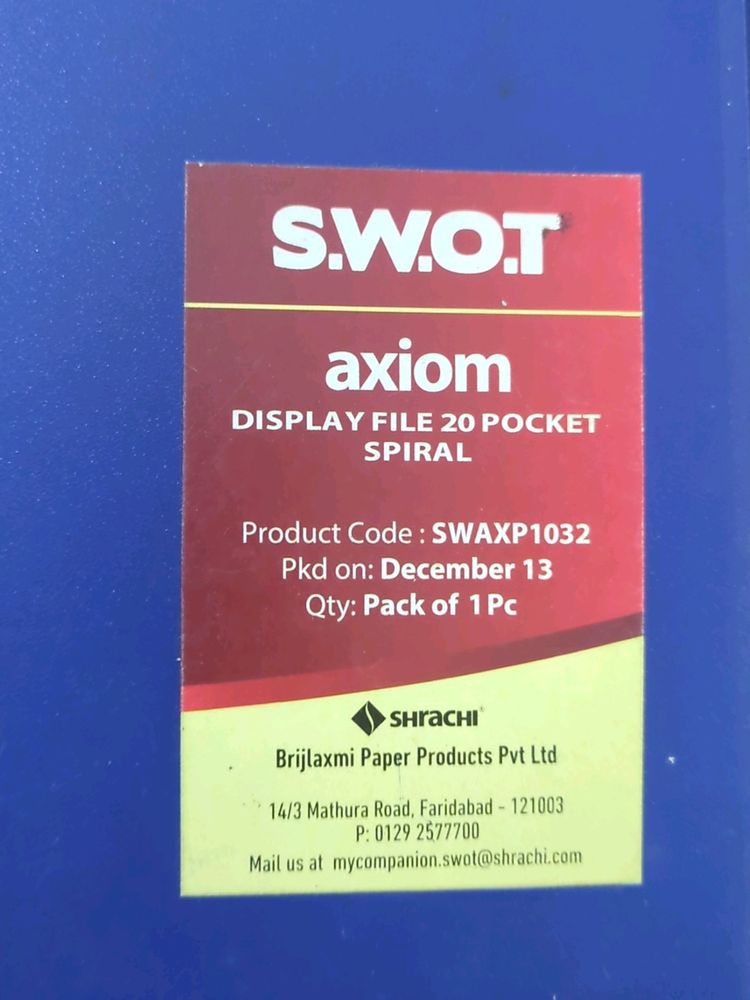 S.W.O.T
axiom
DISPLAY FILE 20 POCKET
SPIRAL
Product Code : SWAXP1032
Pkd on: December 13
Qty: Pack of 1 Pc
SHRACHI
Brijlaxmi Paper Products Pvt Ltd
14/3 Mathura Road, Faridabad - 121003
P: 0129 2577700
Mail us at mycompanion.swot@shrachi.com